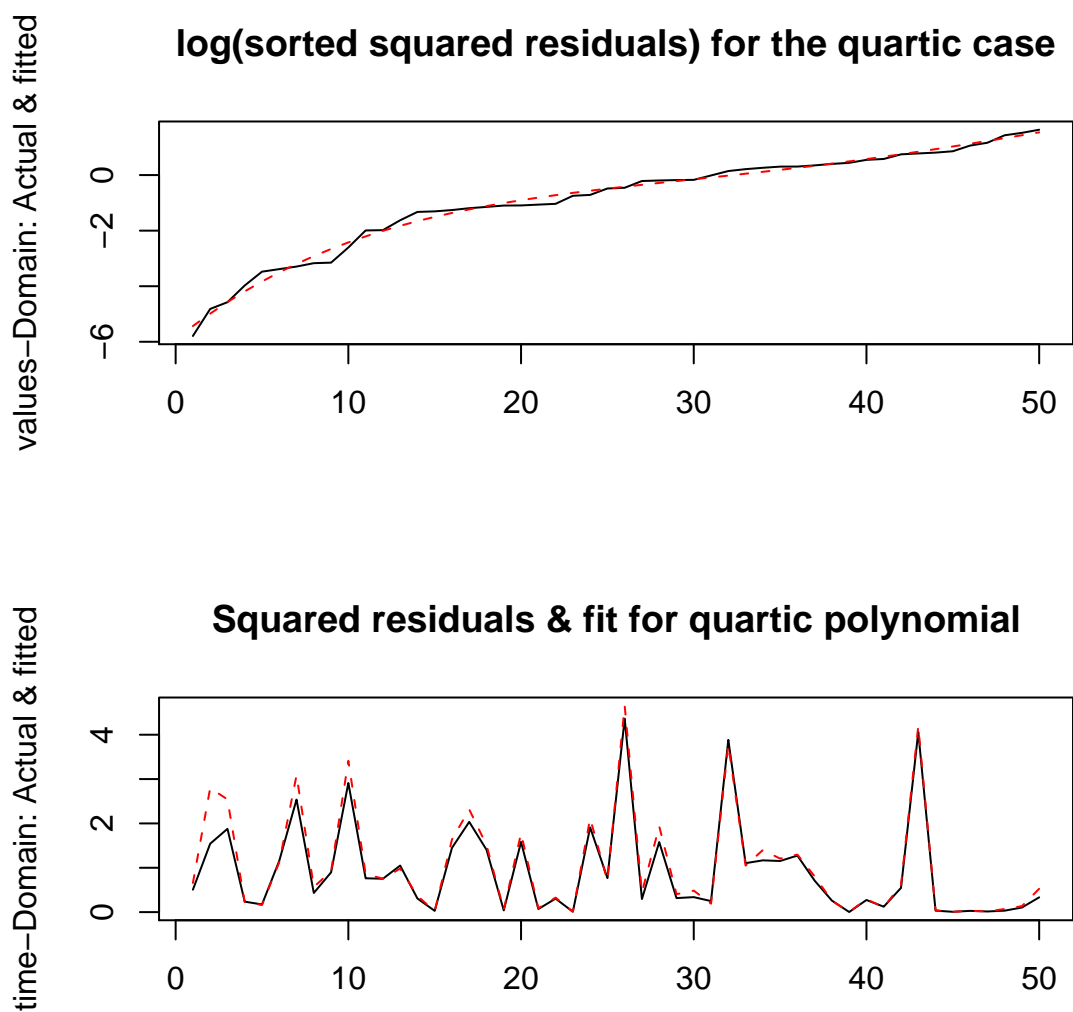 log(sorted squared residuals) for the quartic case
values−Domain: Actual & fitted
0
−2
−6
0 10 20 30 40 50
Squared residuals & fit for quartic polynomial
time−Domain: Actual & fitted
4
2
0
0 10 20 30 40 50